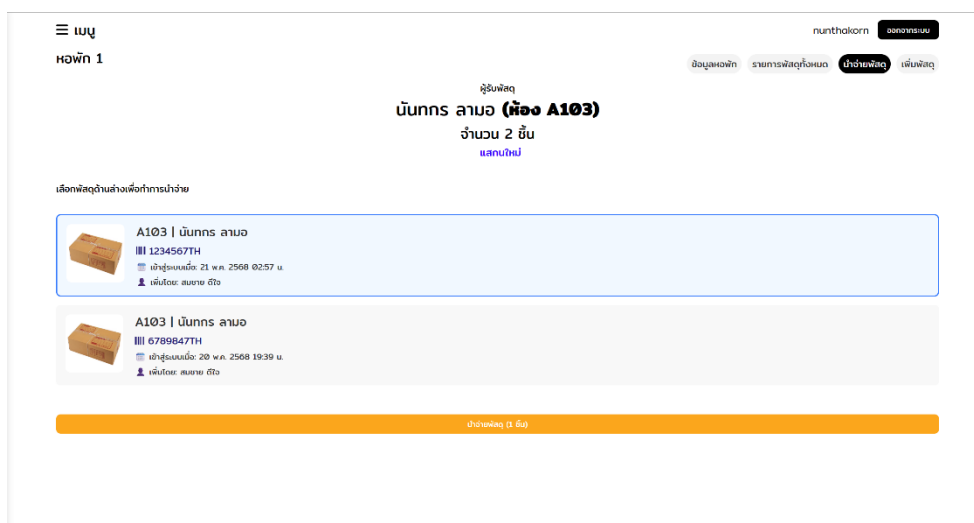 ☰ เมนู
nunthakorn ออกจากระบบ
หอพัก 1
ข้อมูลหอพัก รายการพัสดุทั้งหมด นำจ่ายพัสดุ เพิ่มพัสดุ
ผู้รับพัสดุ
นันทกร ลามอ (ห้อง A103)
จำนวน 2 ชิ้น
แสกนใหม่
เลือกพัสดุด้านล่างเพื่อทำการนำจ่าย
A103 | นันทกร ลามอ
1234567TH
เข้าสู่ระบบเมื่อ: 21 พ.ค. 2568 02:57 น.
เพิ่มโดย: สมชาย ดีใจ
A103 | นันทกร ลามอ
6789847TH
เข้าสู่ระบบเมื่อ: 20 พ.ค. 2568 19:39 น.
เพิ่มโดย: สมชาย ดีใจ
นำจ่ายพัสดุ (1 ชิ้น)